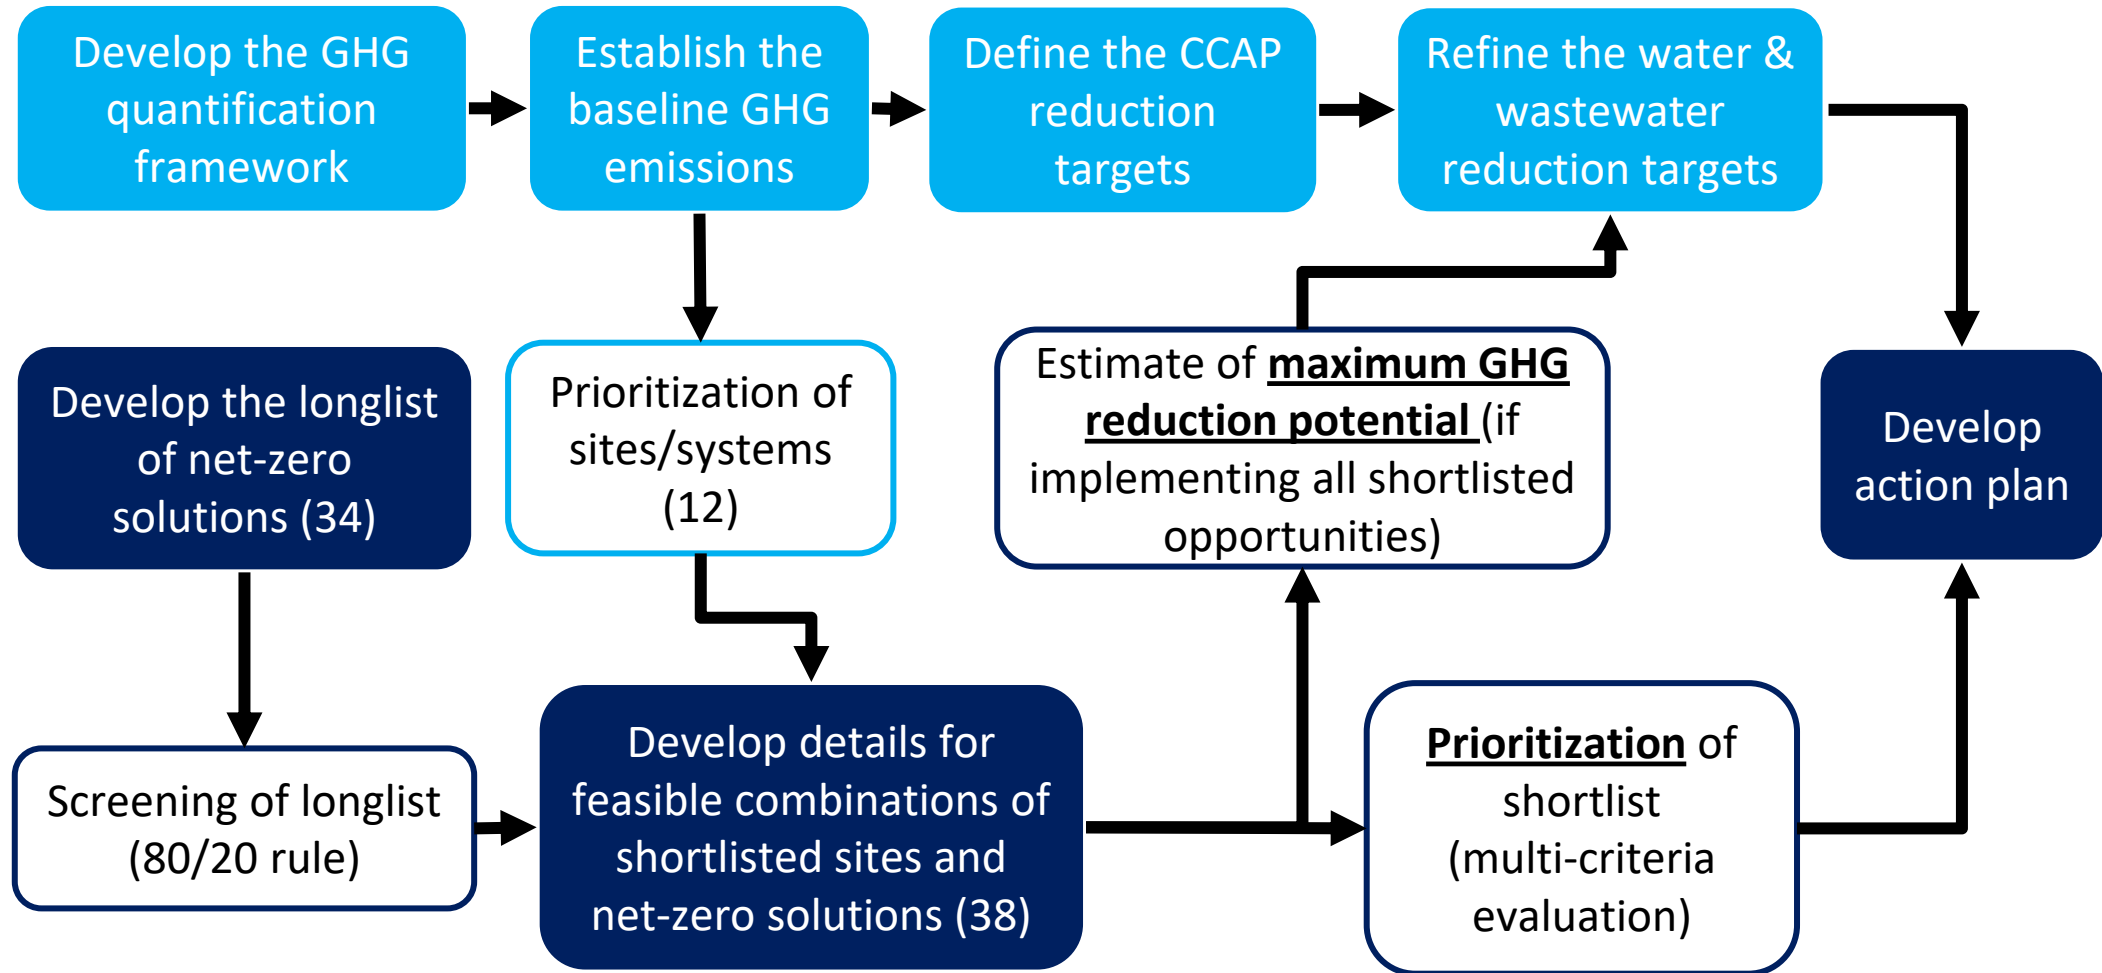 Develop the GHG
quantification
framework
Establish the
baseline GHG
emissions
Define the CCAP
reduction
targets
Refine the water &
wastewater
reduction targets
Develop the longlist
of net-zero
solutions (34)
Prioritization of
sites/systems
(12)
Estimate of maximum GHG
reduction potential (if
implementing all shortlisted
opportunities)
Develop
action plan
Screening of longlist
(80/20 rule)
Develop details for
feasible combinations of
shortlisted sites and
net-zero solutions (38)
Prioritization of
shortlist
(multi-criteria
evaluation)